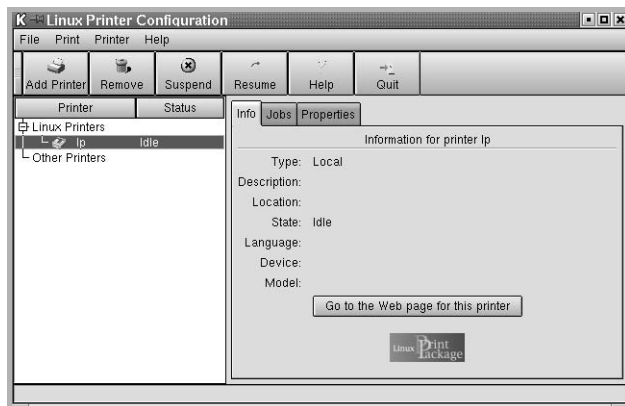 Linux Printer Configuration
File Print Printer Help
Add Printer Remove Suspend Resume Help Quit
Printer Status
Linux Printers
lp Idle
Other Printers
Info Jobs Properties
Information for printer lp
Type: Local
Description:
Location:
State: Idle
Language:
Device:
Model:
Go to the Web page for this printer
Linux Print Package